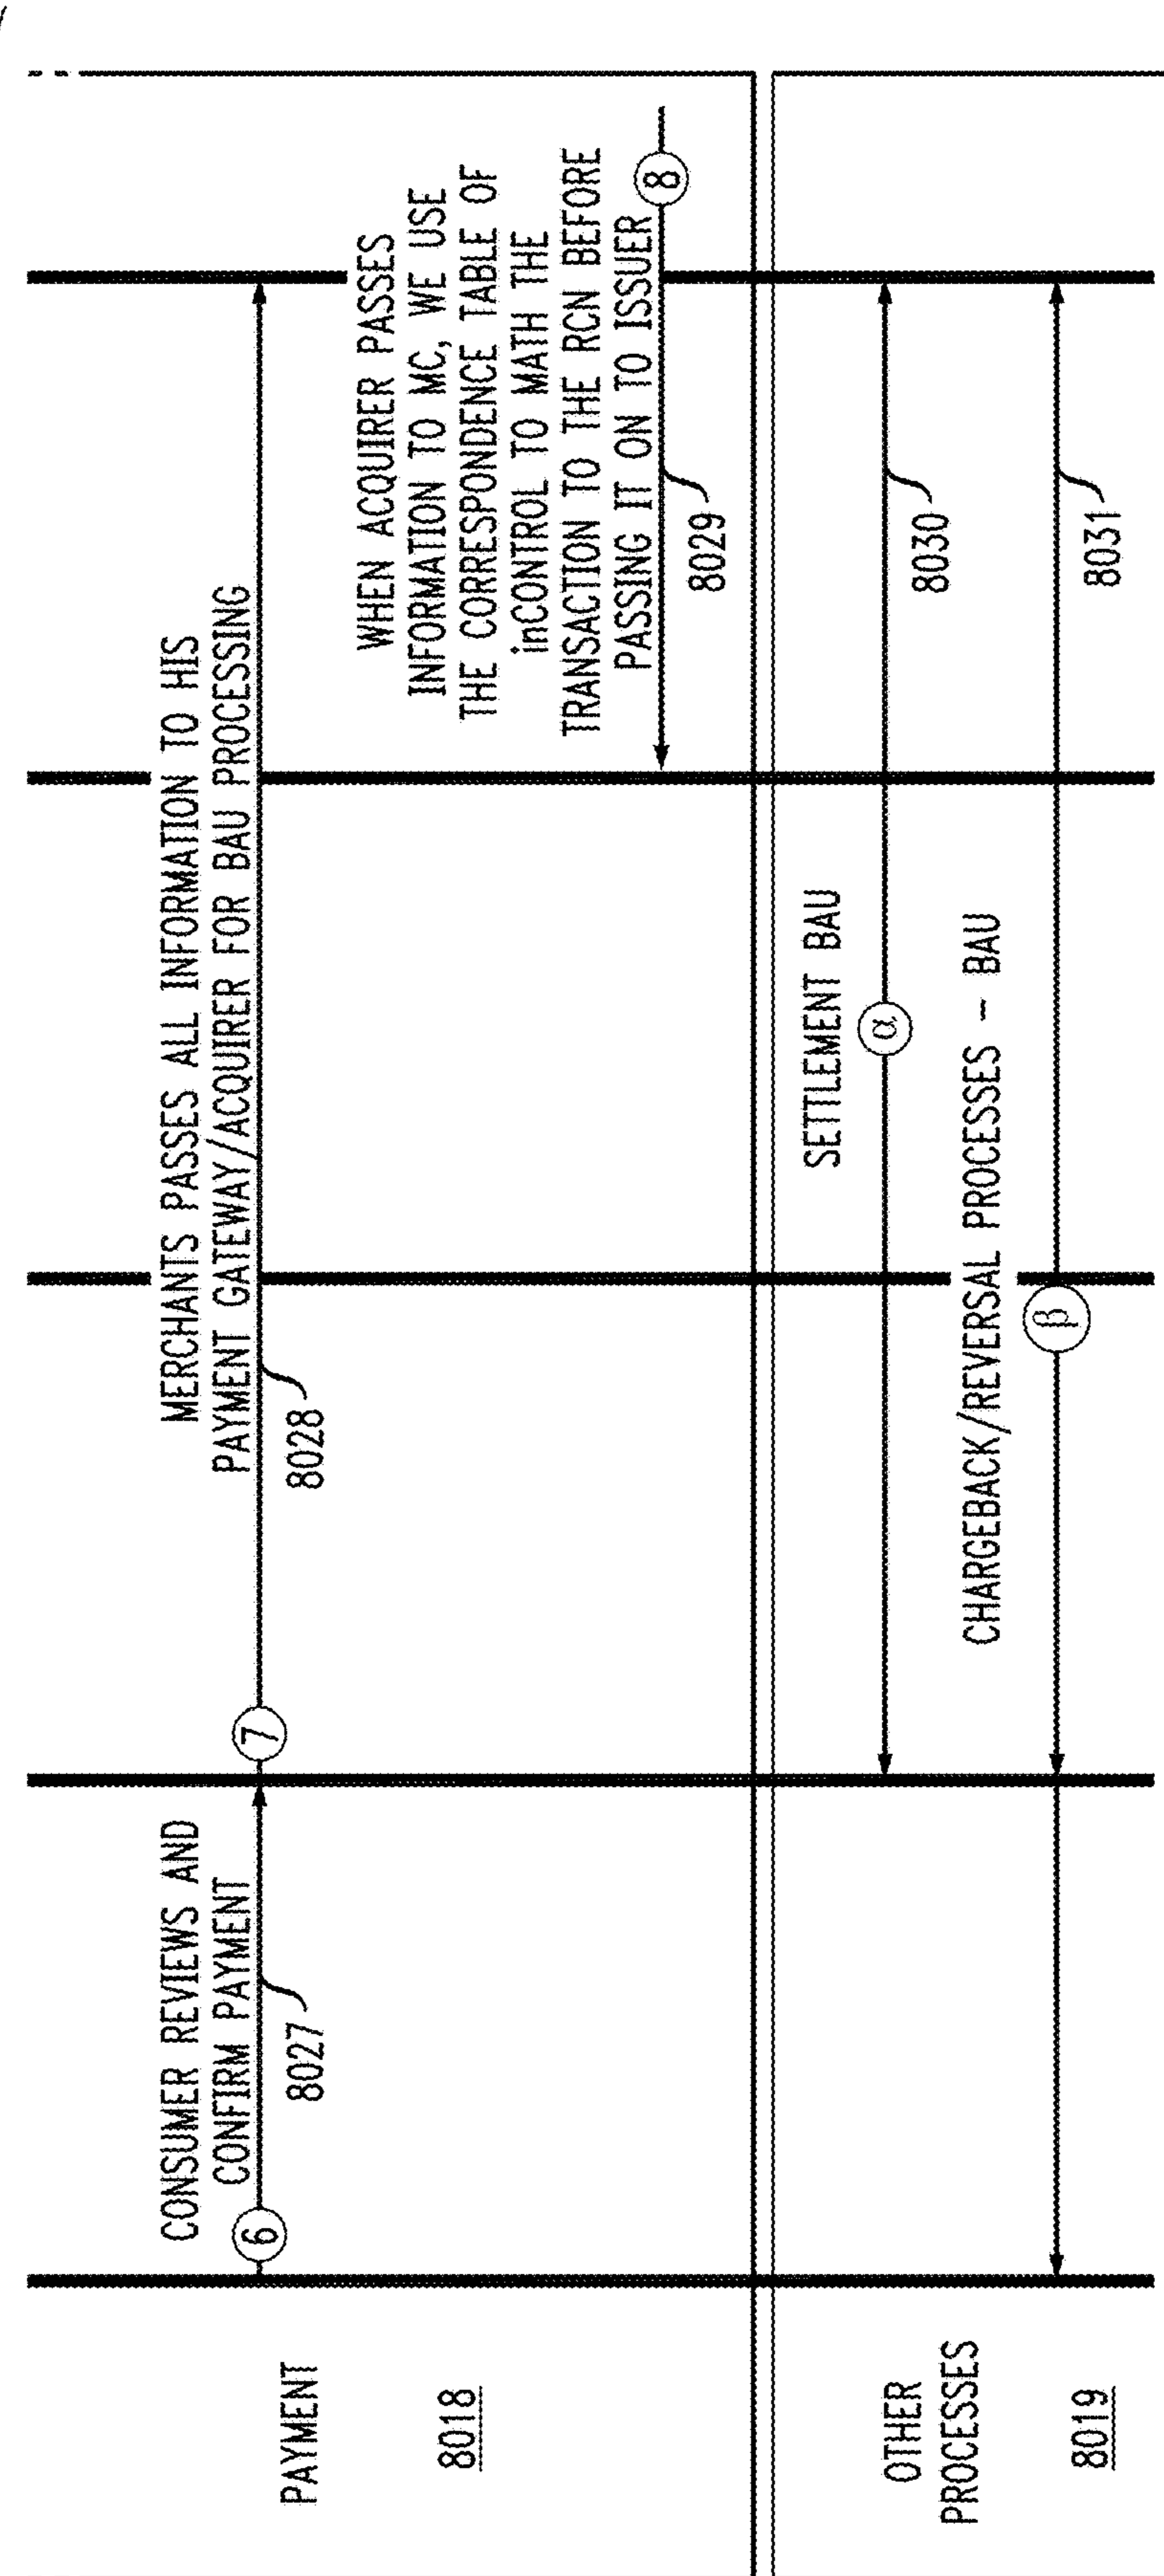 PAYMENT
8018
CONSUMER REVIEWS AND
CONFIRM PAYMENT
6
8027
MERCHANTS PASSES ALL INFORMATION TO HIS
PAYMENT GATEWAY/ACQUIRER FOR BAU PROCESSING
7
8028
WHEN ACQUIRER PASSES
INFORMATION TO MC, WE USE
THE CORRESPONDENCE TABLE OF
inCONTROL TO MATH THE
TRANSACTION TO THE RCN BEFORE
PASSING IT ON TO ISSUER
8
8029
OTHER
PROCESSES
8019
SETTLEMENT BAU
α
8030
CHARGEBACK/REVERSAL PROCESSES - BAU
β
8031